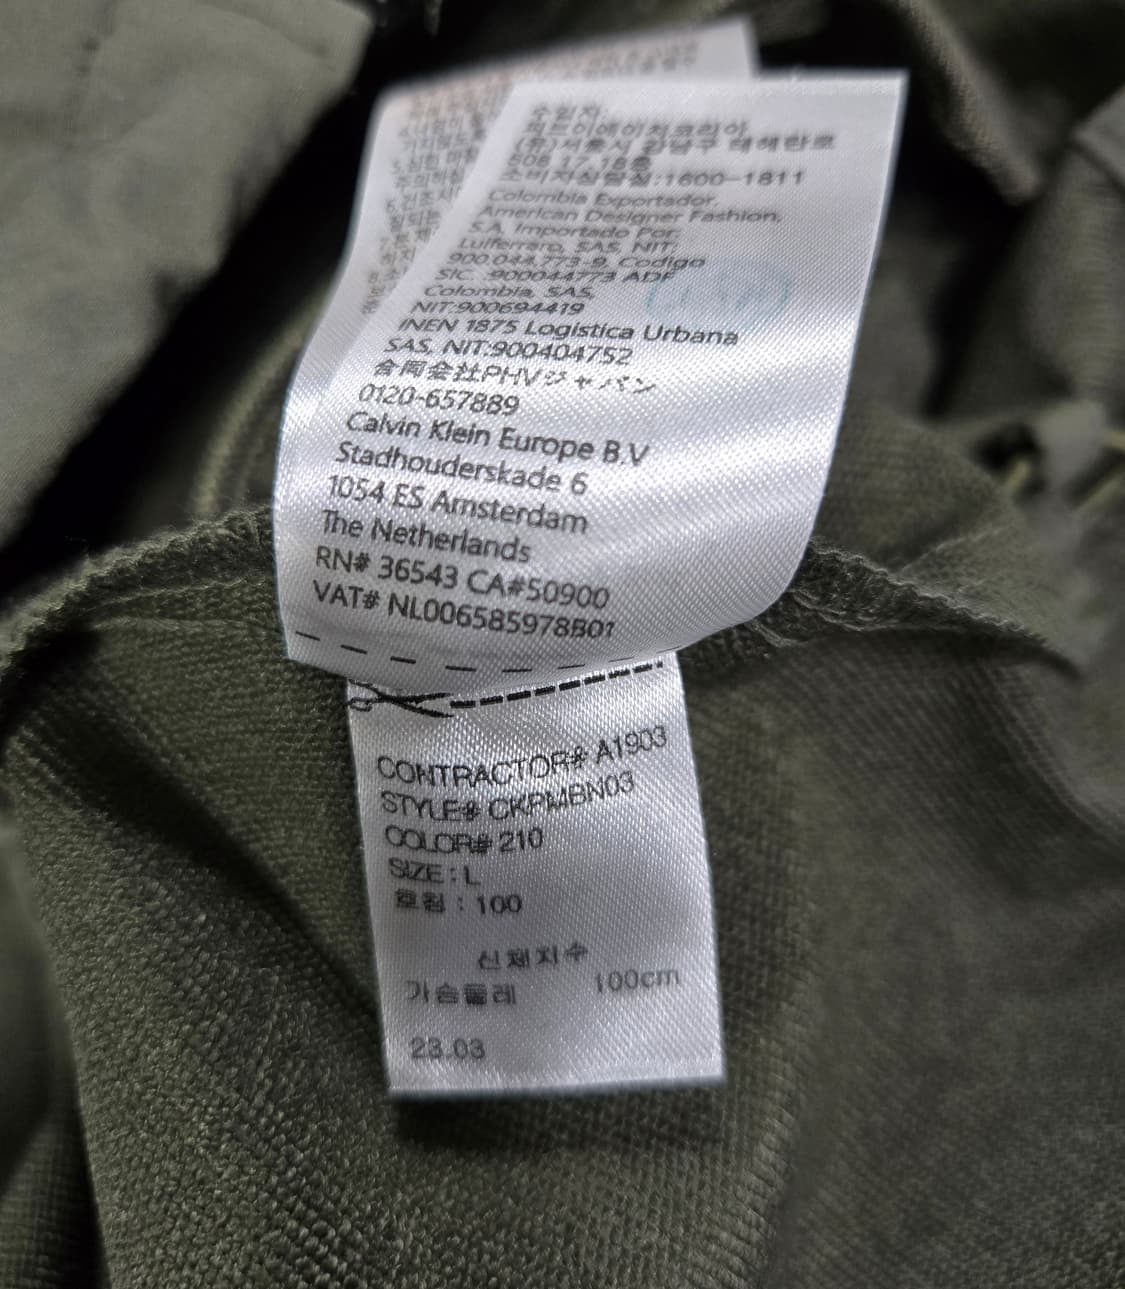 수입자:
피브이에이치코리아
(유)서울시 강남구 테헤란로
508 17,18층
소비자상담실:1600-1811
Colombia Exportador,
American Designer Fashion,
S.A. Importado Por:
Lulferraro, SAS, NIT:
900.044.773-9, Codigo
SIC :900044773 ADF
Colombia, SAS,
NIT:900694419
INEN 1875 Logistica Urbana
SAS, NIT:900404752
合同会社PHVジャパン
0120-657889
Calvin Klein Europe B.V
Stadhouderskade 6
1054 ES Amsterdam
The Netherlands
RN# 36543 CA#50900
VAT# NL006585978B01
CONTRACTOR# A1903
STYLE# CKPMBN03
COLOR# 210
SIZE : L
호칭 : 100
신체치수
가슴둘레 100cm
23.03